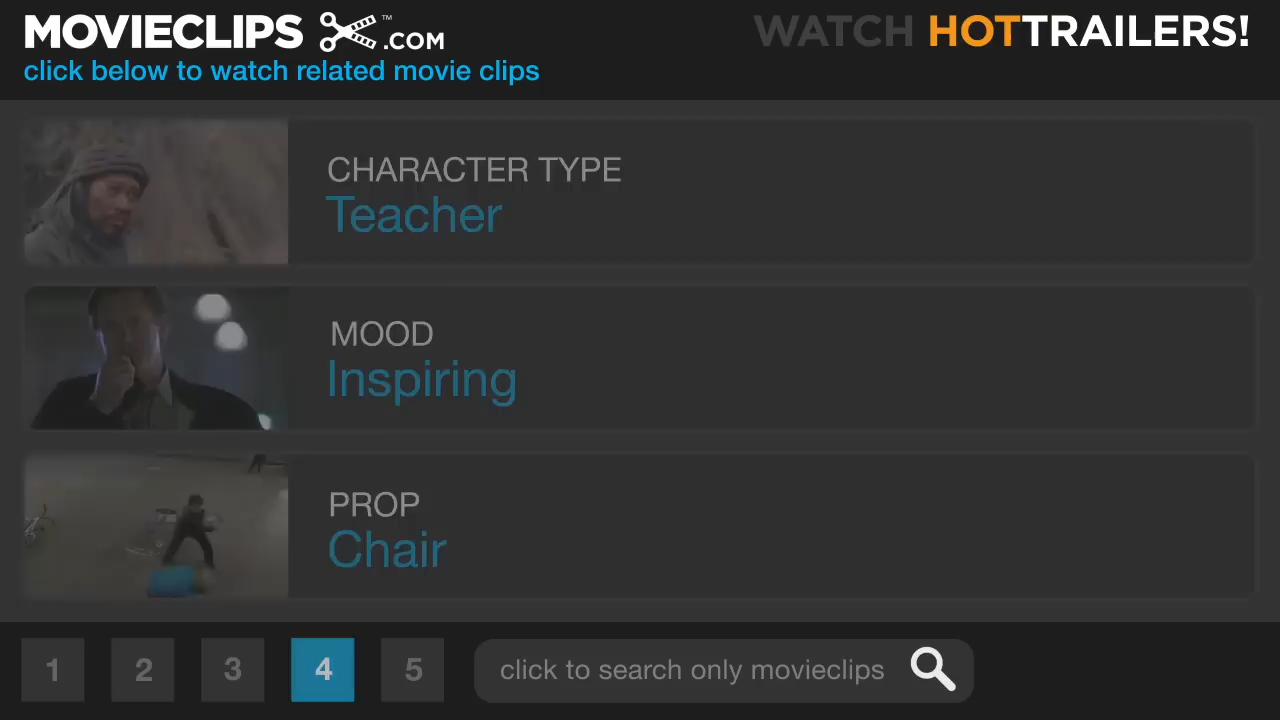 MOVIECLIPS™.COM
WATCH HOTTRAILERS!
click below to watch related movie clips
CHARACTER TYPE
Teacher
MOOD
Inspiring
PROP
Chair
1 2 3 4 5
click to search only movieclips